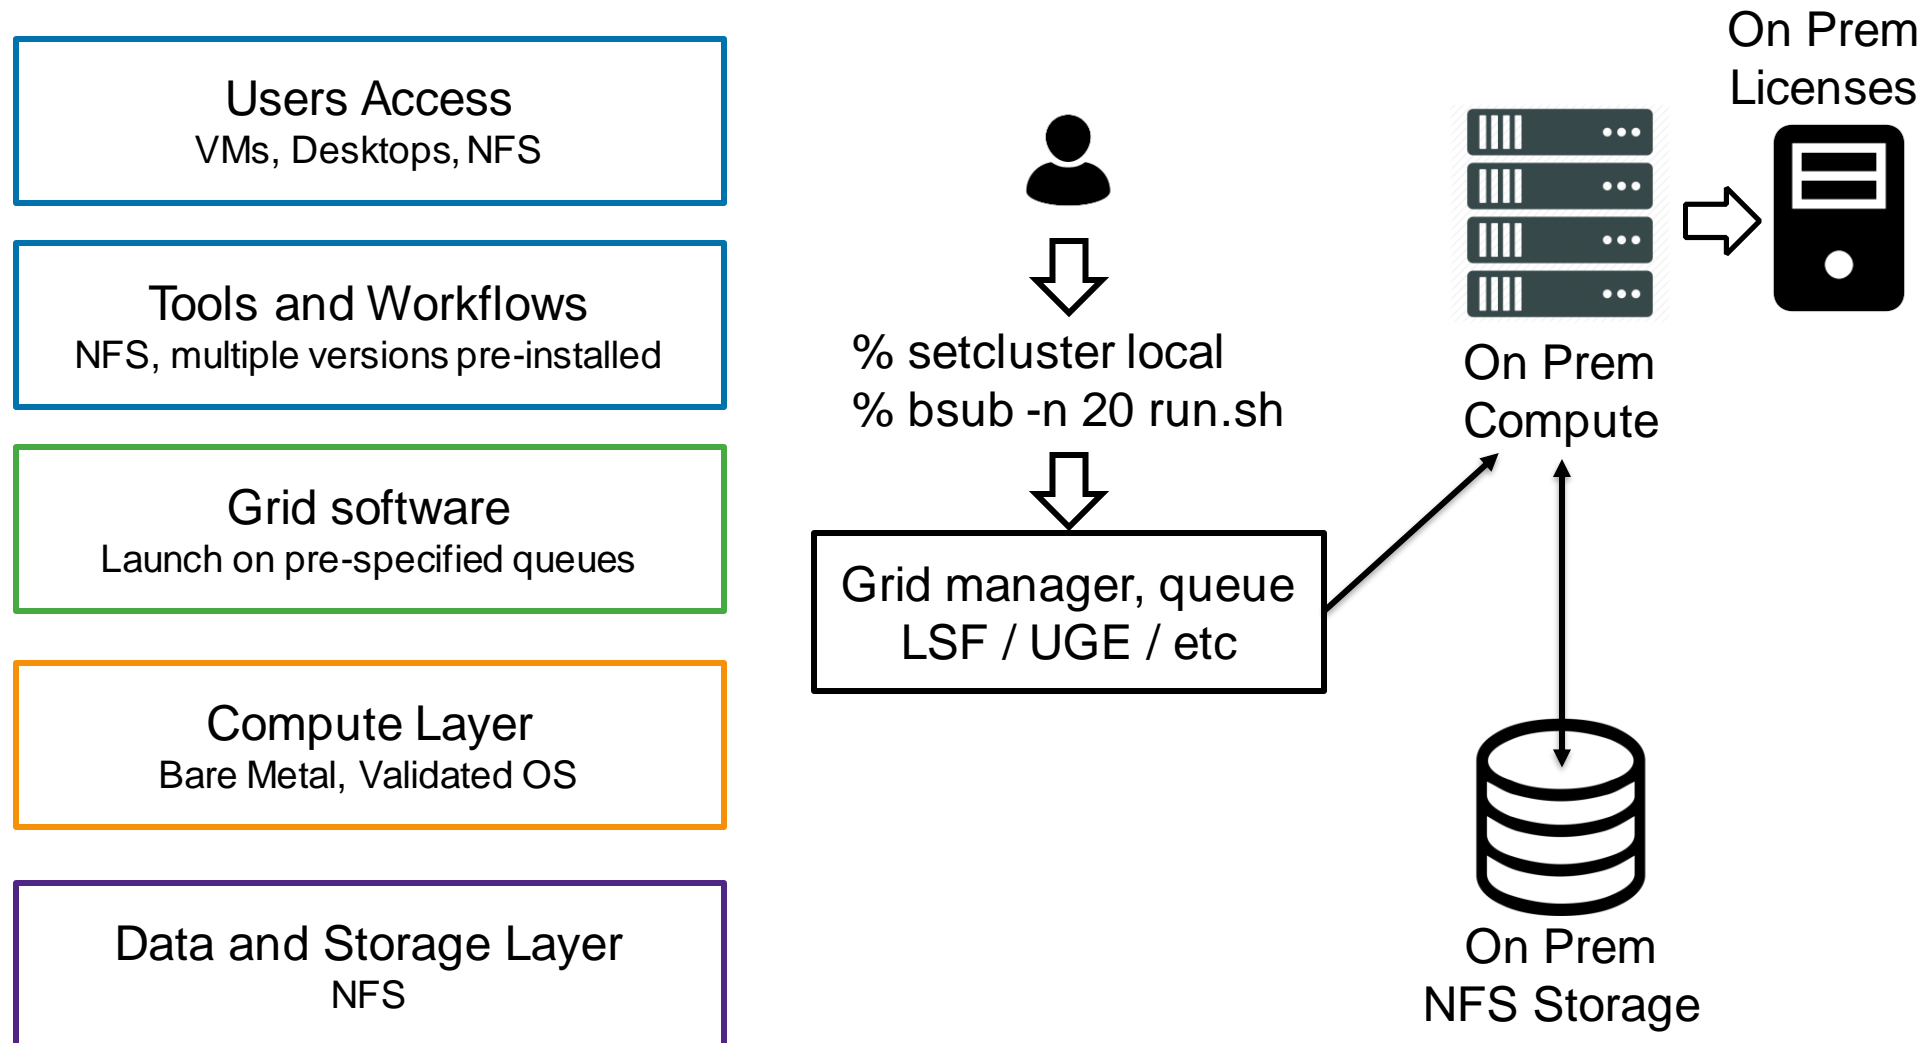 Users Access
VMs, Desktops, NFS
Tools and Workflows
NFS, multiple versions pre-installed
Grid software
Launch on pre-specified queues
Compute Layer
Bare Metal, Validated OS
Data and Storage Layer
NFS
% setcluster local
% bsub -n 20 run.sh
Grid manager, queue
LSF / UGE / etc
On Prem
Licenses
On Prem
Compute
On Prem
NFS Storage